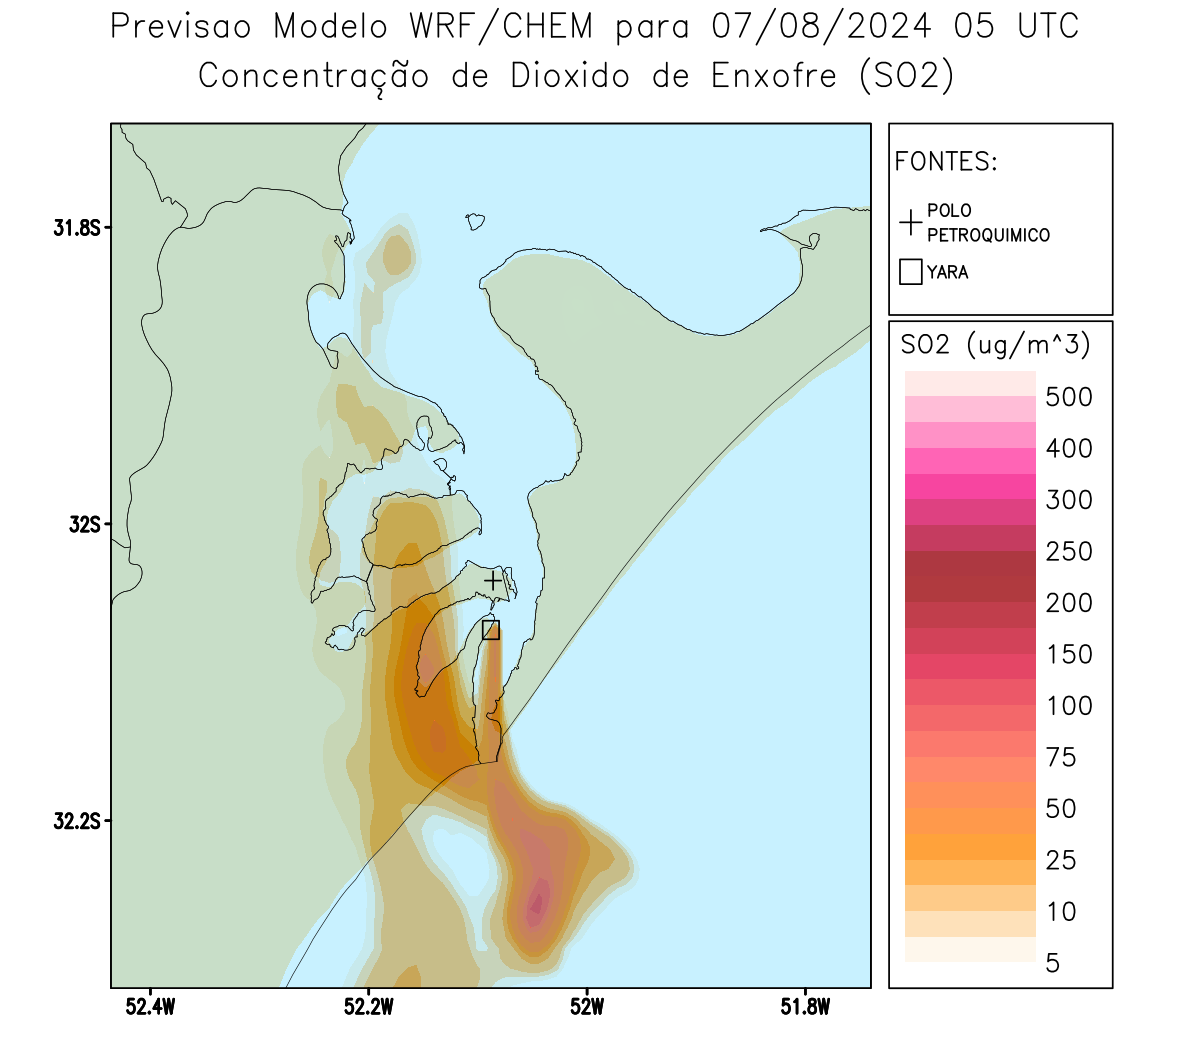 Previsao Modelo WRF/CHEM para 07/08/2024 05 UTC
Concentração de Dioxido de Enxofre (SO2)
FONTES:
POLO
PETROQUIMICO
YARA
SO2 (ug/m^3)
500
400
300
250
200
150
100
75
50
25
10
5
31.8S
32S
32.2S
52.4W
52.2W
52W
51.8W